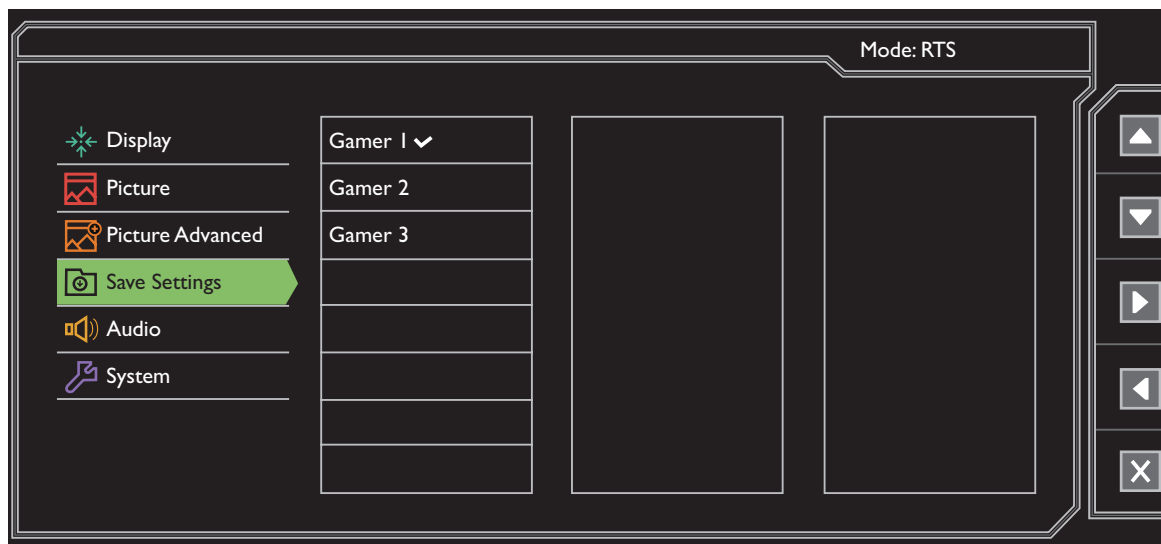 Mode: RTS
Display
Picture
Picture Advanced
Save Settings
Audio
System
Gamer 1
Gamer 2
Gamer 3